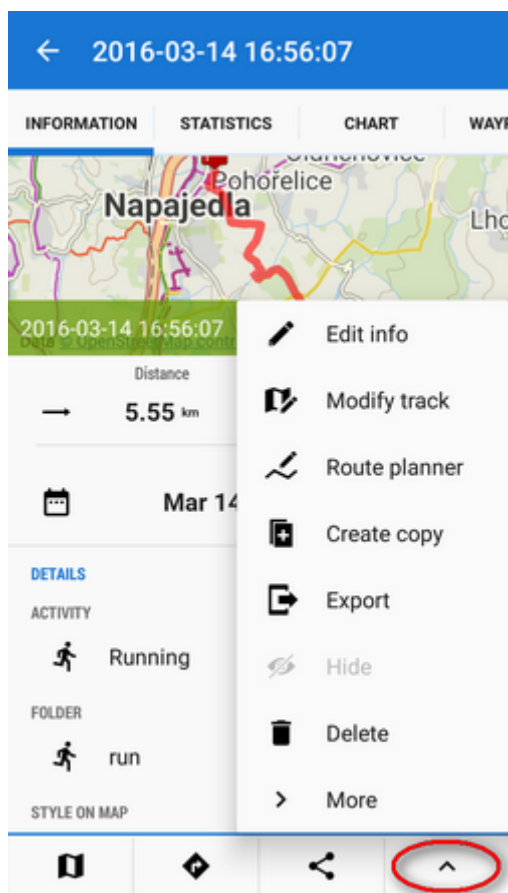 2016-03-14 16:56:07
INFORMATION STATISTICS CHART
Pohořelice
Napajedla
2016-03-14 16:56:07
Distance
5.55 km
Mar 14
DETAILS
ACTIVITY
Running
FOLDER
run
STYLE ON MAP
Edit info
Modify track
Route planner
Create copy
Export
Hide
Delete
More